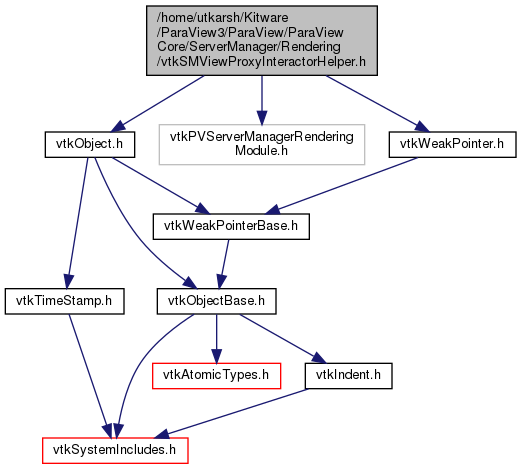 /home/utkarsh/Kitware
/ParaView3/ParaView/ParaView
Core/ServerManager/Rendering
/vtkSMViewProxyInteractorHelper.h
vtkObject.h
vtkPVServerManagerRendering
Module.h
vtkWeakPointer.h
vtkWeakPointerBase.h
vtkTimeStamp.h
vtkObjectBase.h
vtkAtomicTypes.h
vtkIndent.h
vtkSystemIncludes.h